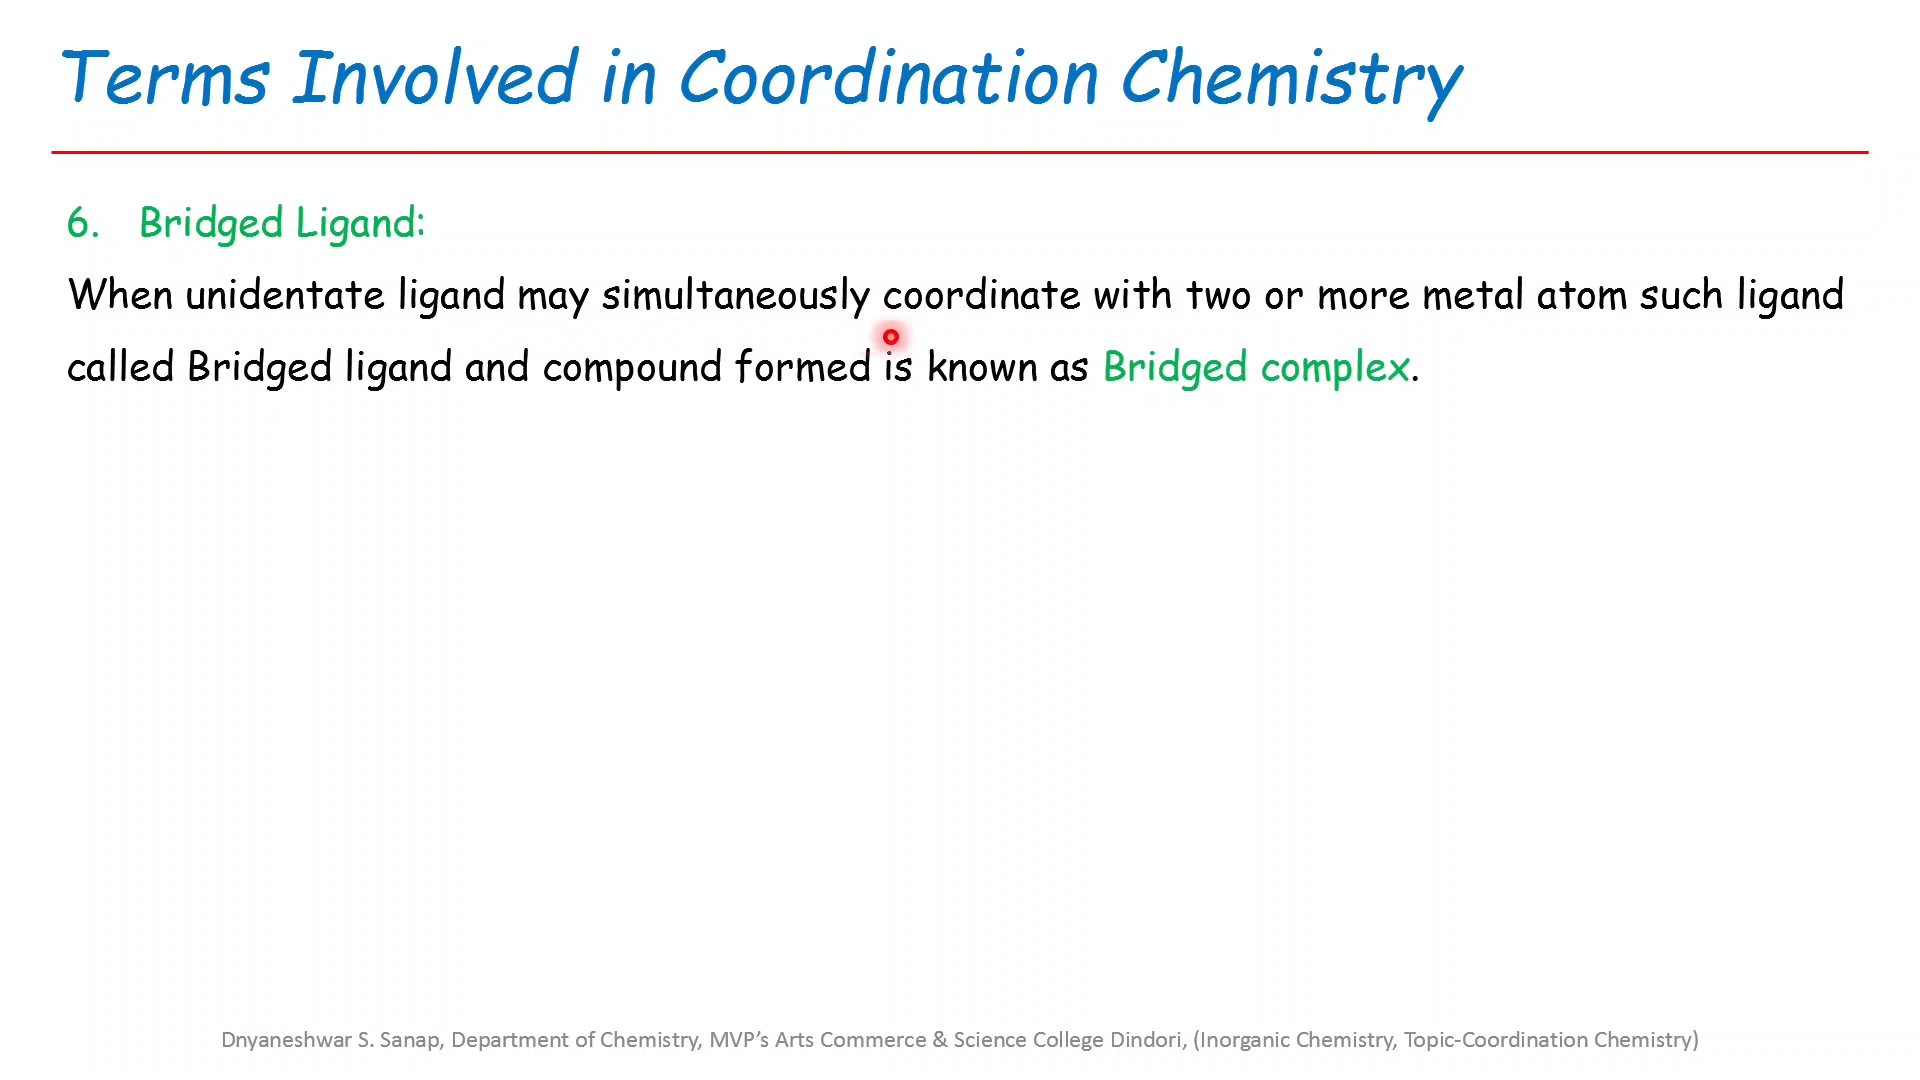 Terms Involved in Coordination Chemistry
6. Bridged Ligand:
When unidentate ligand may simultaneously coordinate with two or more metal atom such ligand
called Bridged ligand and compound formed is known as Bridged complex.
Dnyaneshwar S. Sanap, Department of Chemistry, MVP’s Arts Commerce & Science College Dindori, (Inorganic Chemistry, Topic-Coordination Chemistry)